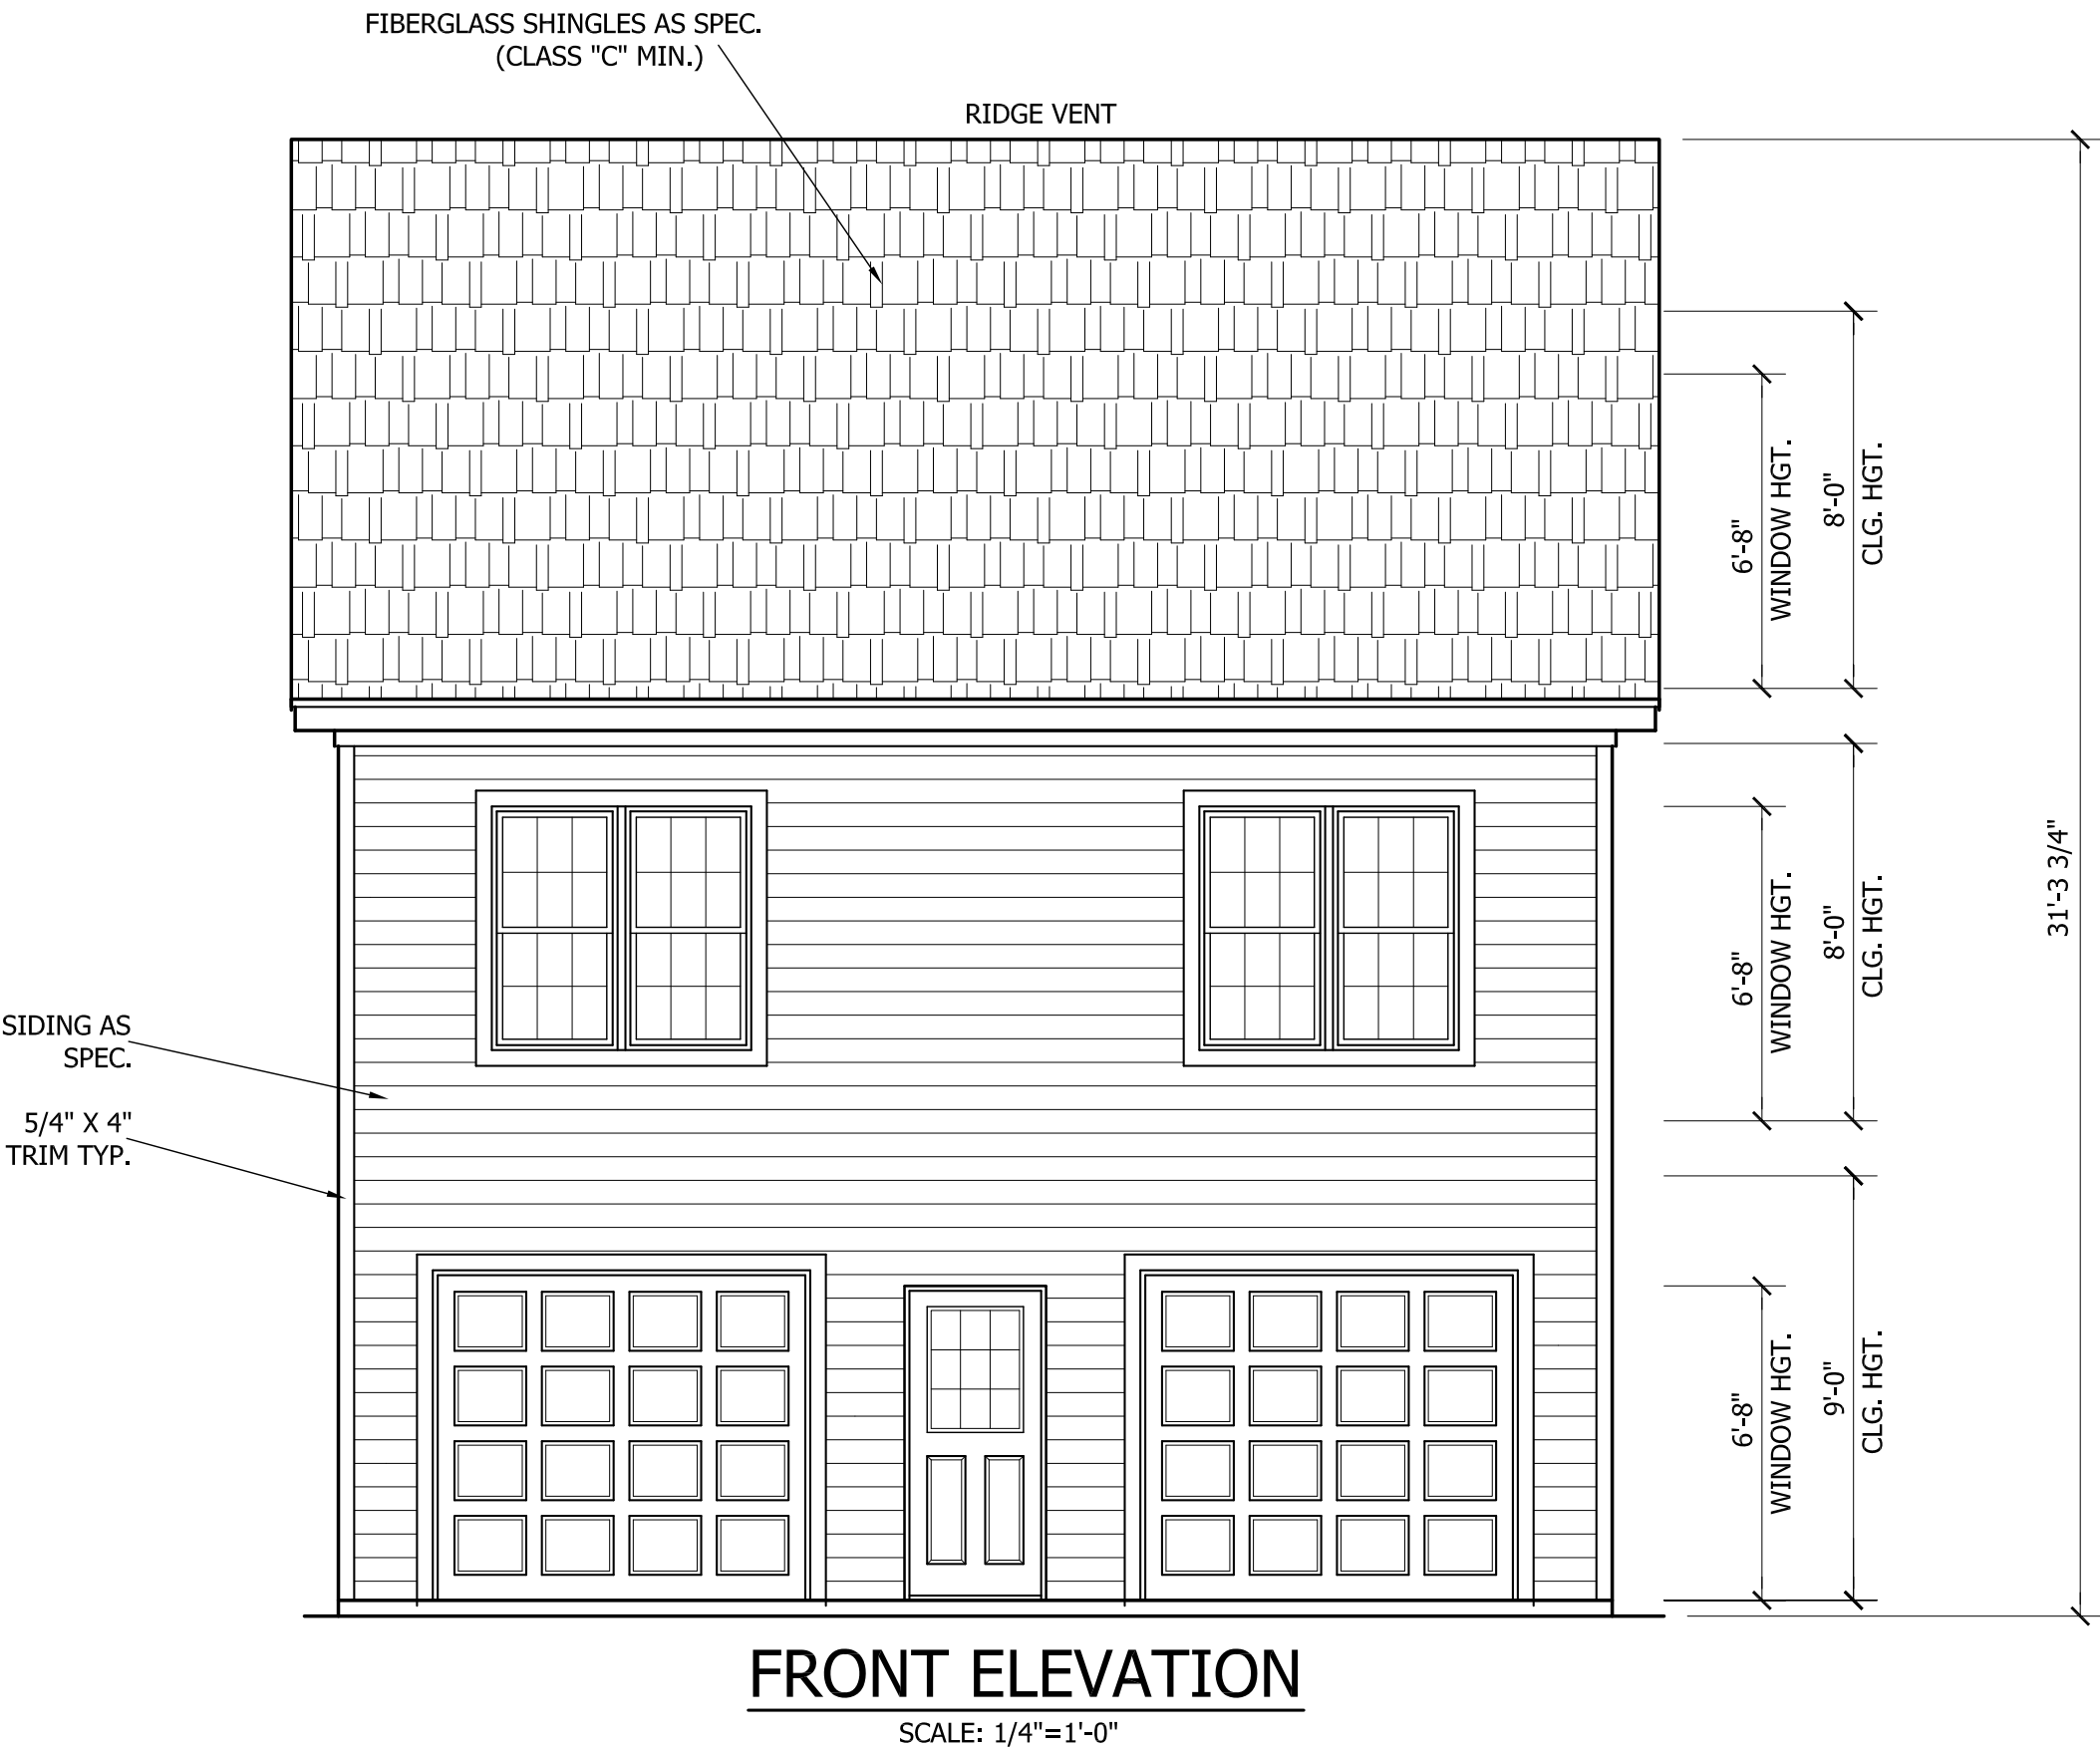 FIBERGLASS SHINGLES AS SPEC.
(CLASS "C" MIN.)
RIDGE VENT
6'-8"
WINDOW HGT.
8'-0"
CLG. HGT.
31'-3 3/4"
6'-8"
WINDOW HGT.
8'-0"
CLG. HGT.
SIDING AS
SPEC.
5/4" X 4"
TRIM TYP.
6'-8"
WINDOW HGT.
9'-0"
CLG. HGT.
FRONT ELEVATION
SCALE: 1/4"=1'-0"